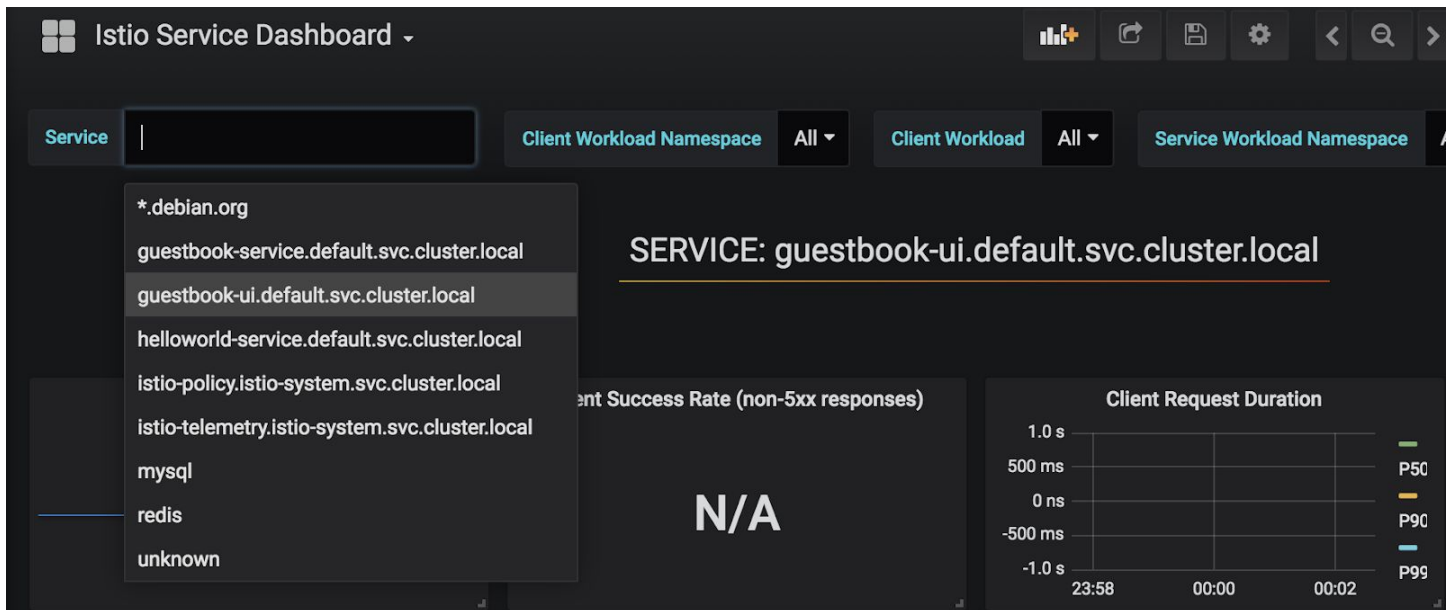 Istio Service Dashboard
Service
Client Workload Namespace All
Client Workload All
Service Workload Namespace
*.debian.org
guestbook-service.default.svc.cluster.local
guestbook-ui.default.svc.cluster.local
helloworld-service.default.svc.cluster.local
istio-policy.istio-system.svc.cluster.local
istio-telemetry.istio-system.svc.cluster.local
mysql
redis
unknown
SERVICE: guestbook-ui.default.svc.cluster.local
ent Success Rate (non-5xx responses)
N/A
Client Request Duration
1.0 s
500 ms
0 ns
-500 ms
-1.0 s
23:58 00:00 00:02
P50
P90
P99